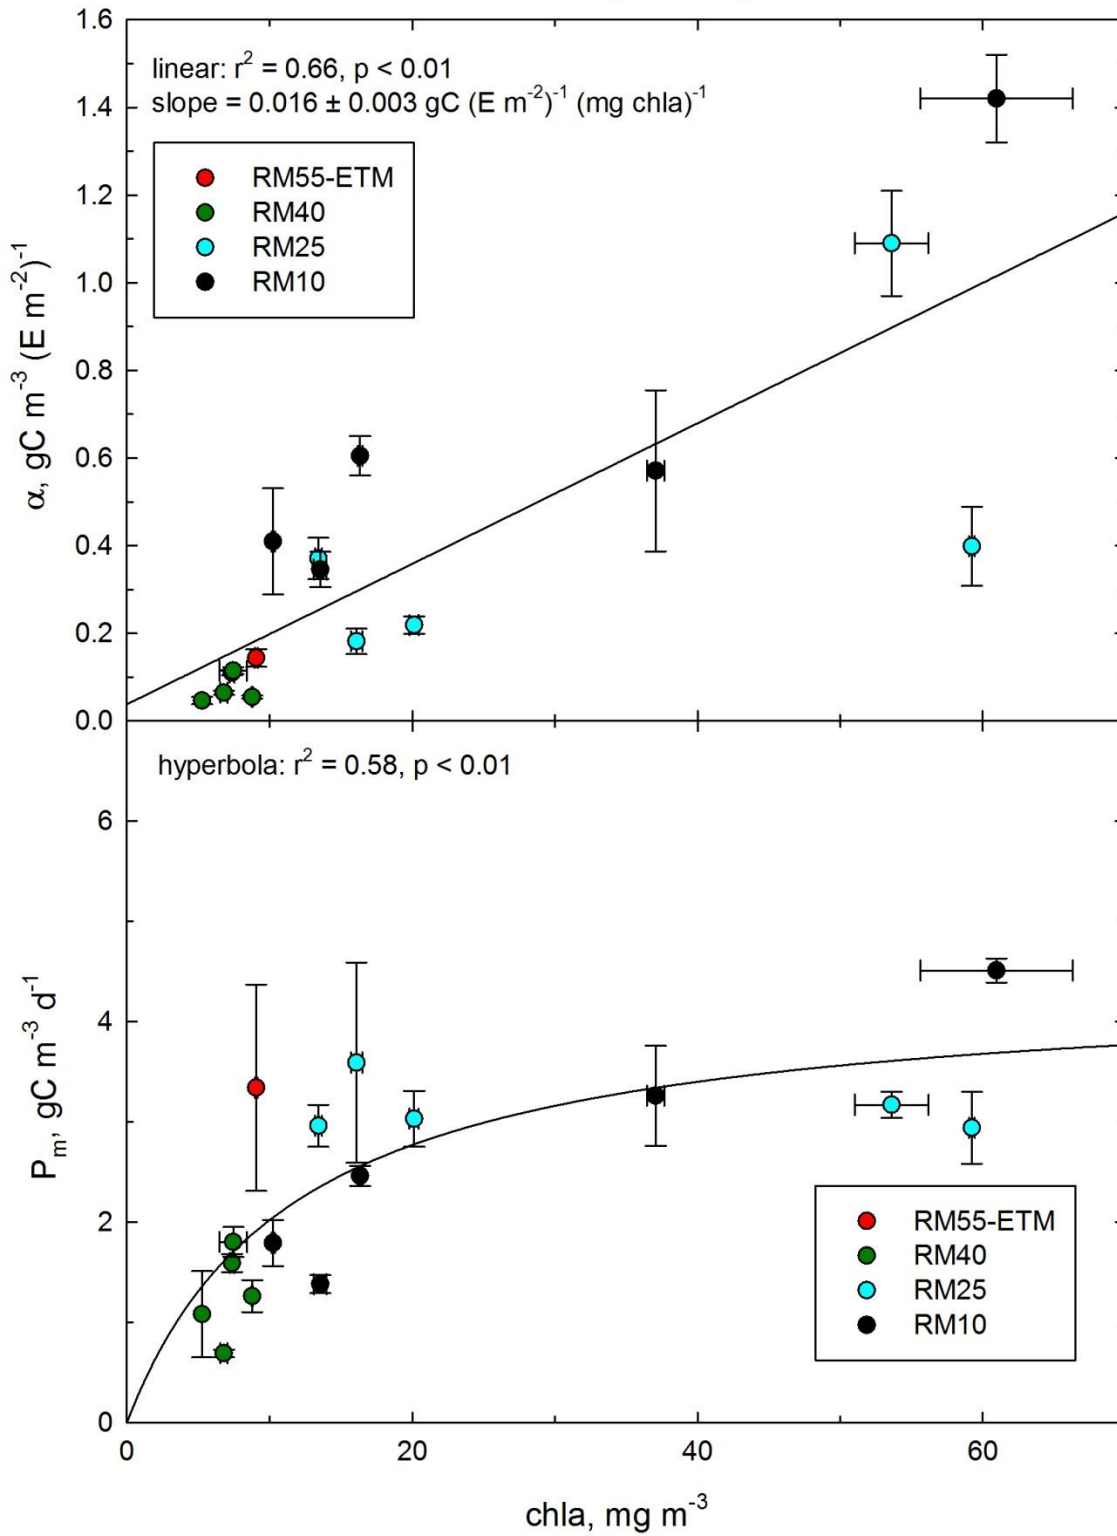 1.6
linear: r² = 0.66, p < 0.01
slope = 0.016 ± 0.003 gC (E m⁻²)⁻¹ (mg chla)⁻¹
1.4
RM55-ETM
RM40
RM25
RM10
1.2
1.0
0.8
0.6
0.4
0.2
0.0
α, gC m⁻³ (E m⁻²)⁻¹
hyperbola: r² = 0.58, p < 0.01
6
4
2
0
Pₘ, gC m⁻³ d⁻¹
RM55-ETM
RM40
RM25
RM10
0 20 40 60
chla, mg m⁻³